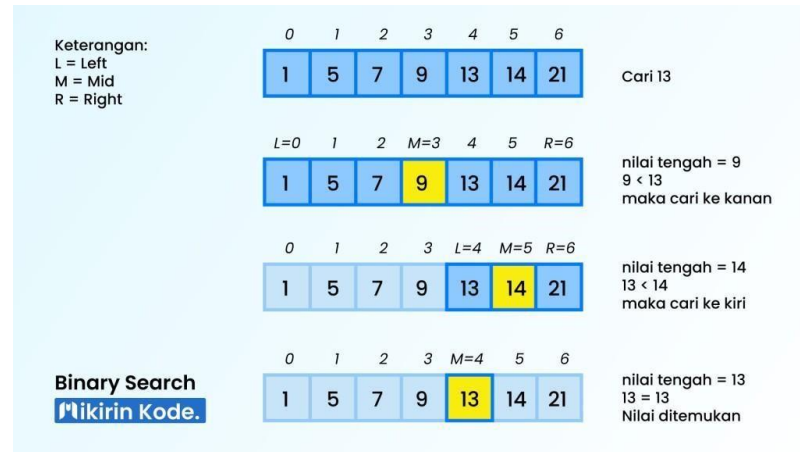 Keterangan:
L = Left
M = Mid
R = Right
0 1 2 3 4 5 6
1 5 7 9 13 14 21
Cari 13
L=0 1 2 M=3 4 5 R=6
1 5 7 9 13 14 21
nilai tengah = 9
9 < 13
maka cari ke kanan
0 1 2 3 L=4 M=5 R=6
1 5 7 9 13 14 21
nilai tengah = 14
13 < 14
maka cari ke kiri
0 1 2 3 M=4 5 6
1 5 7 9 13 14 21
nilai tengah = 13
13 = 13
Nilai ditemukan
Binary Search
Mikirin Kode.